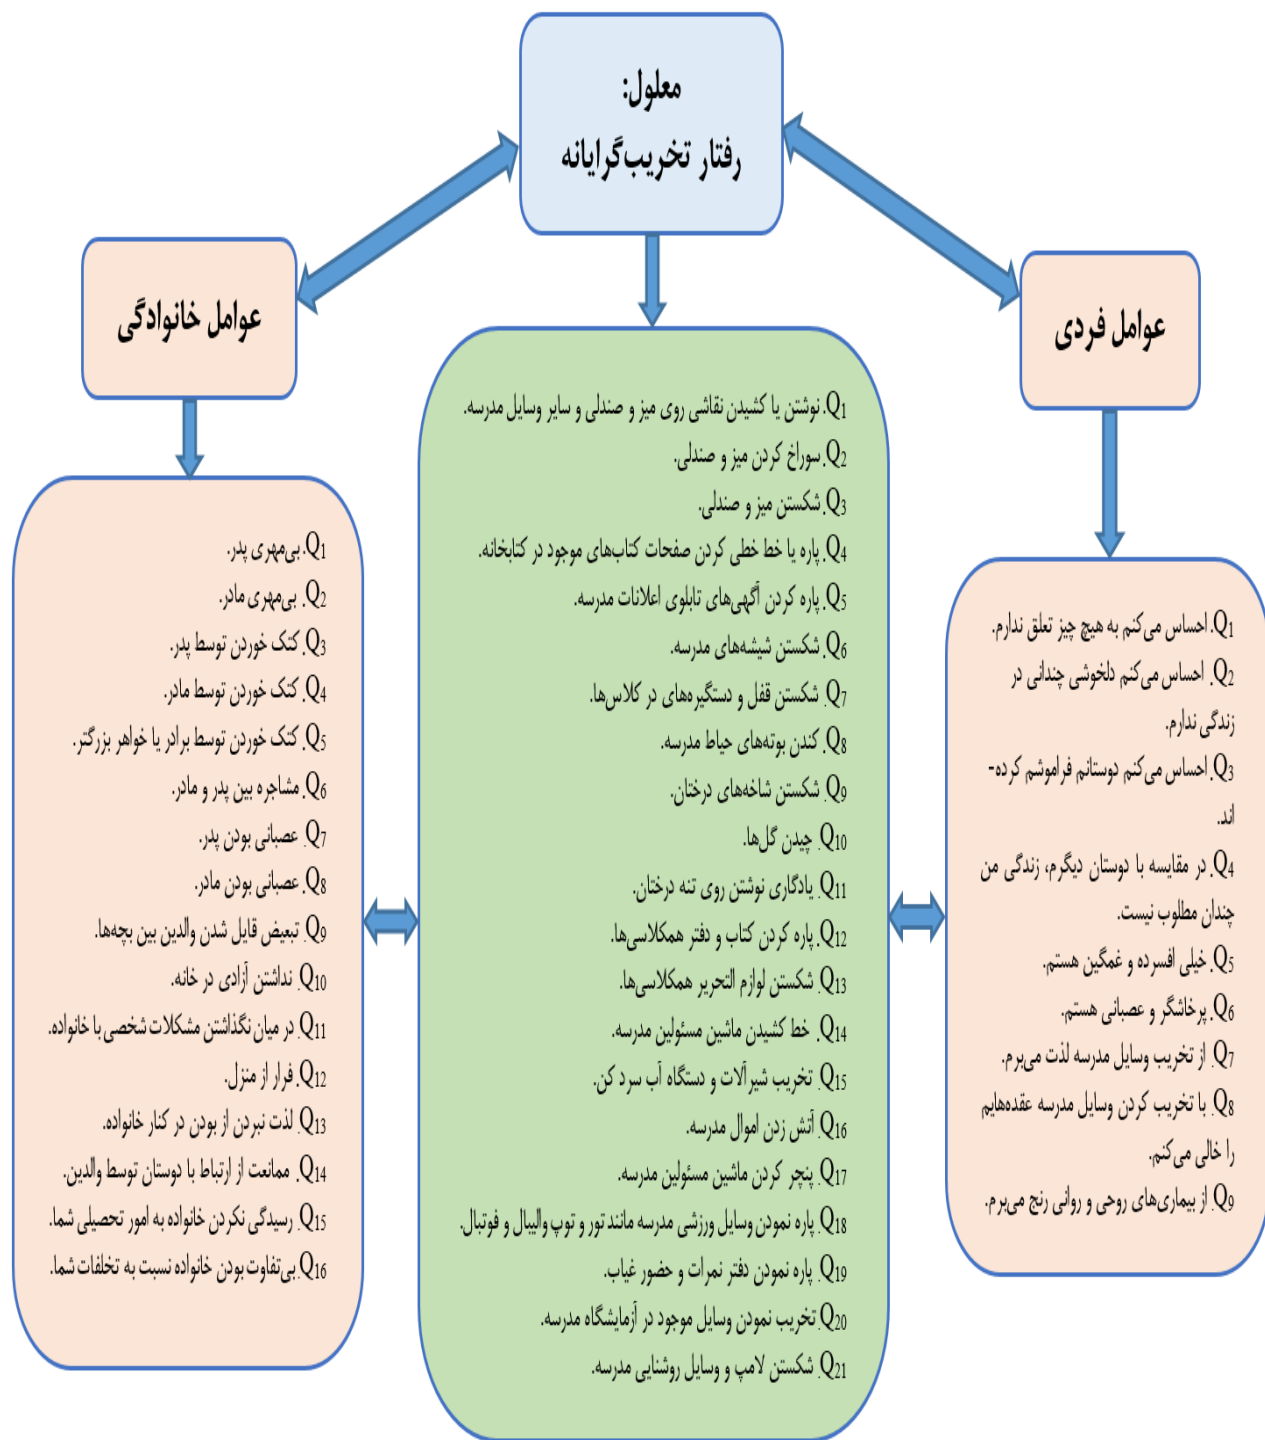 معلول:
رفتار تخریب‌گرایانه
عوامل فردی
Q1. احساس می‌کنم به هیچ چیز تعلق ندارم.
Q2. احساس می‌کنم دلخوشی چندانی در
زندگی ندارم.
Q3. احساس می‌کنم دوستانم فراموشم کرده-
اند.
Q4. در مقایسه با دوستان دیگرم، زندگی من
چندان مطلوب نیست.
Q5. خیلی افسرده و غمگین هستم.
Q6. پرخاشگر و عصبانی هستم.
Q7. از تخریب وسایل مدرسه لذت می‌برم.
Q8. با تخریب کردن وسایل مدرسه عقده‌هایم
را خالی می‌کنم.
Q9. از بیماری‌های روحی و روانی رنج می‌برم.
Q1. نوشتن یا کشیدن نقاشی روی میز و صندلی و سایر وسایل مدرسه.
Q2. سوراخ کردن میز و صندلی.
Q3. شکستن میز و صندلی.
Q4. پاره یا خط خطی کردن صفحات کتاب‌های موجود در کتابخانه.
Q5. پاره کردن آگهی‌های تابلوی اعلانات مدرسه.
Q6. شکستن شیشه‌های مدرسه.
Q7. شکستن قفل و دستگیره‌های در کلاس‌ها.
Q8. کندن بوته‌های حیاط مدرسه.
Q9. شکستن شاخه‌های درختان.
Q10. چیدن گل‌ها.
Q11. یادگاری نوشتن روی تنه درختان.
Q12. پاره کردن کتاب و دفتر همکلاسی‌ها.
Q13. شکستن لوازم التحریر همکلاسی‌ها.
Q14. خط کشیدن ماشین مسئولین مدرسه.
Q15. تخریب شیرآلات و دستگاه آب سرد کن.
Q16. آتش زدن اموال مدرسه.
Q17. پنچر کردن ماشین مسئولین مدرسه.
Q18. پاره نمودن وسایل ورزشی مدرسه مانند تور و توپ والیبال و فوتبال.
Q19. پاره نمودن دفتر نمرات و حضور غیاب.
Q20. تخریب نمودن وسایل موجود در آزمایشگاه مدرسه.
Q21. شکستن لامپ و وسایل روشنایی مدرسه.
عوامل خانوادگی
Q1. بی‌مهری پدر.
Q2. بی‌مهری مادر.
Q3. کتک خوردن توسط پدر.
Q4. کتک خوردن توسط مادر.
Q5. کتک خوردن توسط برادر یا خواهر بزرگتر.
Q6. مشاجره بین پدر و مادر.
Q7. عصبانی بودن پدر.
Q8. عصبانی بودن مادر.
Q9. تبعیض قایل شدن والدین بین بچه‌ها.
Q10. نداشتن آزادی در خانه.
Q11. در میان نگذاشتن مشکلات شخصی با خانواده.
Q12. فرار از منزل.
Q13. لذت نبردن از بودن در کنار خانواده.
Q14. ممانعت از ارتباط با دوستان توسط والدین.
Q15. رسیدگی نکردن خانواده به امور تحصیلی شما.
Q16. بی‌تفاوت بودن خانواده نسبت به تخلفات شما.